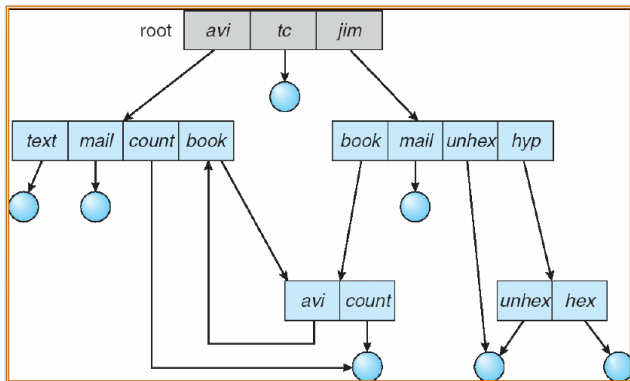 root avi tc jim
text mail count book book mail unhex hyp
avi count unhex hex